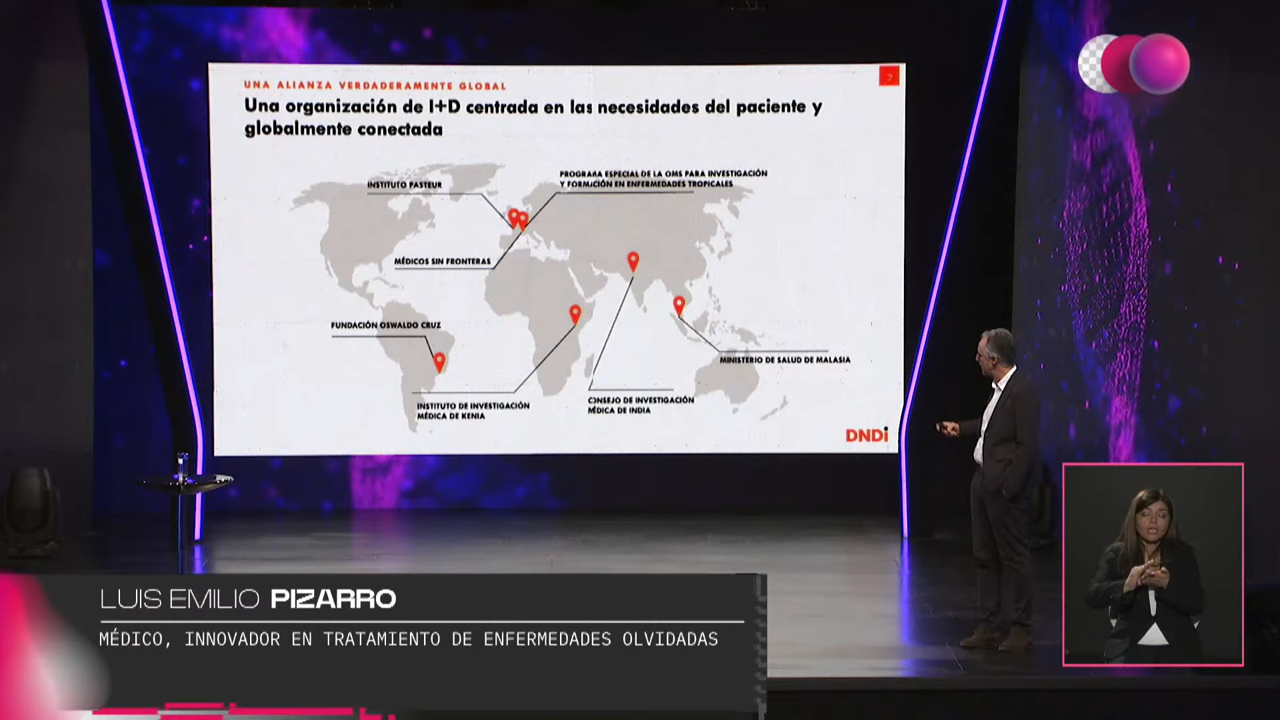 UNA ALIANZA VERDADERAMENTE GLOBAL
Una organización de I+D centrada en las necesidades del paciente y
globalmente conectada
INSTITUTO PASTEUR
PROGRAMA ESPECIAL DE LA OMS PARA INVESTIGACIÓN
Y FORMACIÓN EN ENFERMEDADES TROPICALES
MÉDICOS SIN FRONTERAS
FUNDACIÓN OSWALDO CRUZ
MINISTERIO DE SALUD DE MALASIA
INSTITUTO DE INVESTIGACIÓN
MÉDICA DE KENIA
CONSEJO DE INVESTIGACIÓN
MÉDICA DE INDIA
DNDi
LUIS EMILIO PIZARRO
MÉDICO, INNOVADOR EN TRATAMIENTO DE ENFERMEDADES OLVIDADAS